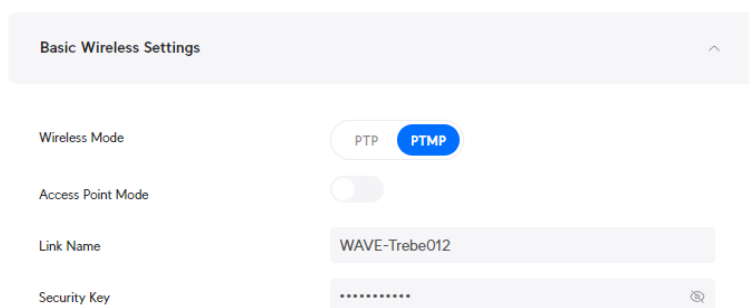 Basic Wireless Settings
Wireless Mode PTP PTMP
Access Point Mode
Link Name WAVE-Trebe012
Security Key •••••••••••